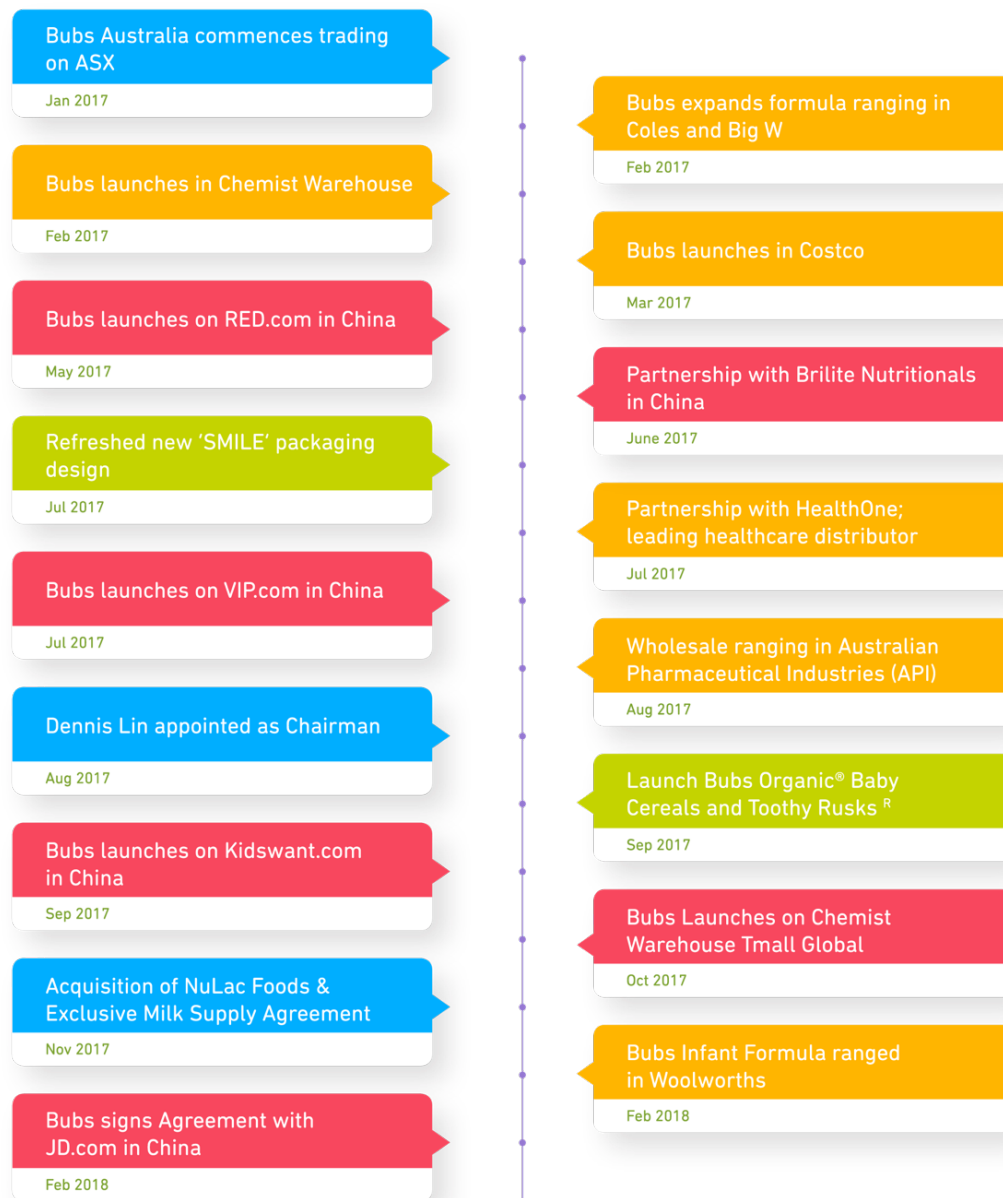 Bubs Australia commences trading
on ASX
Jan 2017
Bubs expands formula ranging in
Coles and Big W
Feb 2017
Bubs launches in Chemist Warehouse
Feb 2017
Bubs launches in Costco
Mar 2017
Bubs launches on RED.com in China
May 2017
Partnership with Brilite Nutritionals
in China
June 2017
Refreshed new ‘SMILE’ packaging
design
Jul 2017
Partnership with HealthOne;
leading healthcare distributor
Jul 2017
Bubs launches on VIP.com in China
Jul 2017
Wholesale ranging in Australian
Pharmaceutical Industries (API)
Aug 2017
Dennis Lin appointed as Chairman
Aug 2017
Launch Bubs Organic® Baby
Cereals and Toothy Rusks R
Sep 2017
Bubs launches on Kidswant.com
in China
Sep 2017
Bubs Launches on Chemist
Warehouse Tmall Global
Oct 2017
Acquisition of NuLac Foods &
Exclusive Milk Supply Agreement
Nov 2017
Bubs Infant Formula ranged
in Woolworths
Feb 2018
Bubs signs Agreement with
JD.com in China
Feb 2018